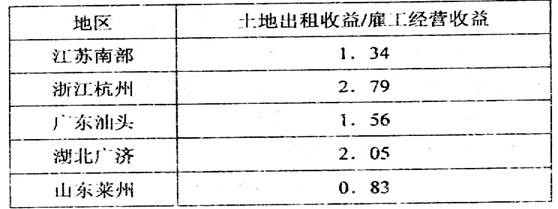 地区 土地出租收益/雇工经营收益
江苏南部 1．34
浙江杭州 2．79
广东汕头 1．56
湖北广济 2．05
山东莱州 0．83